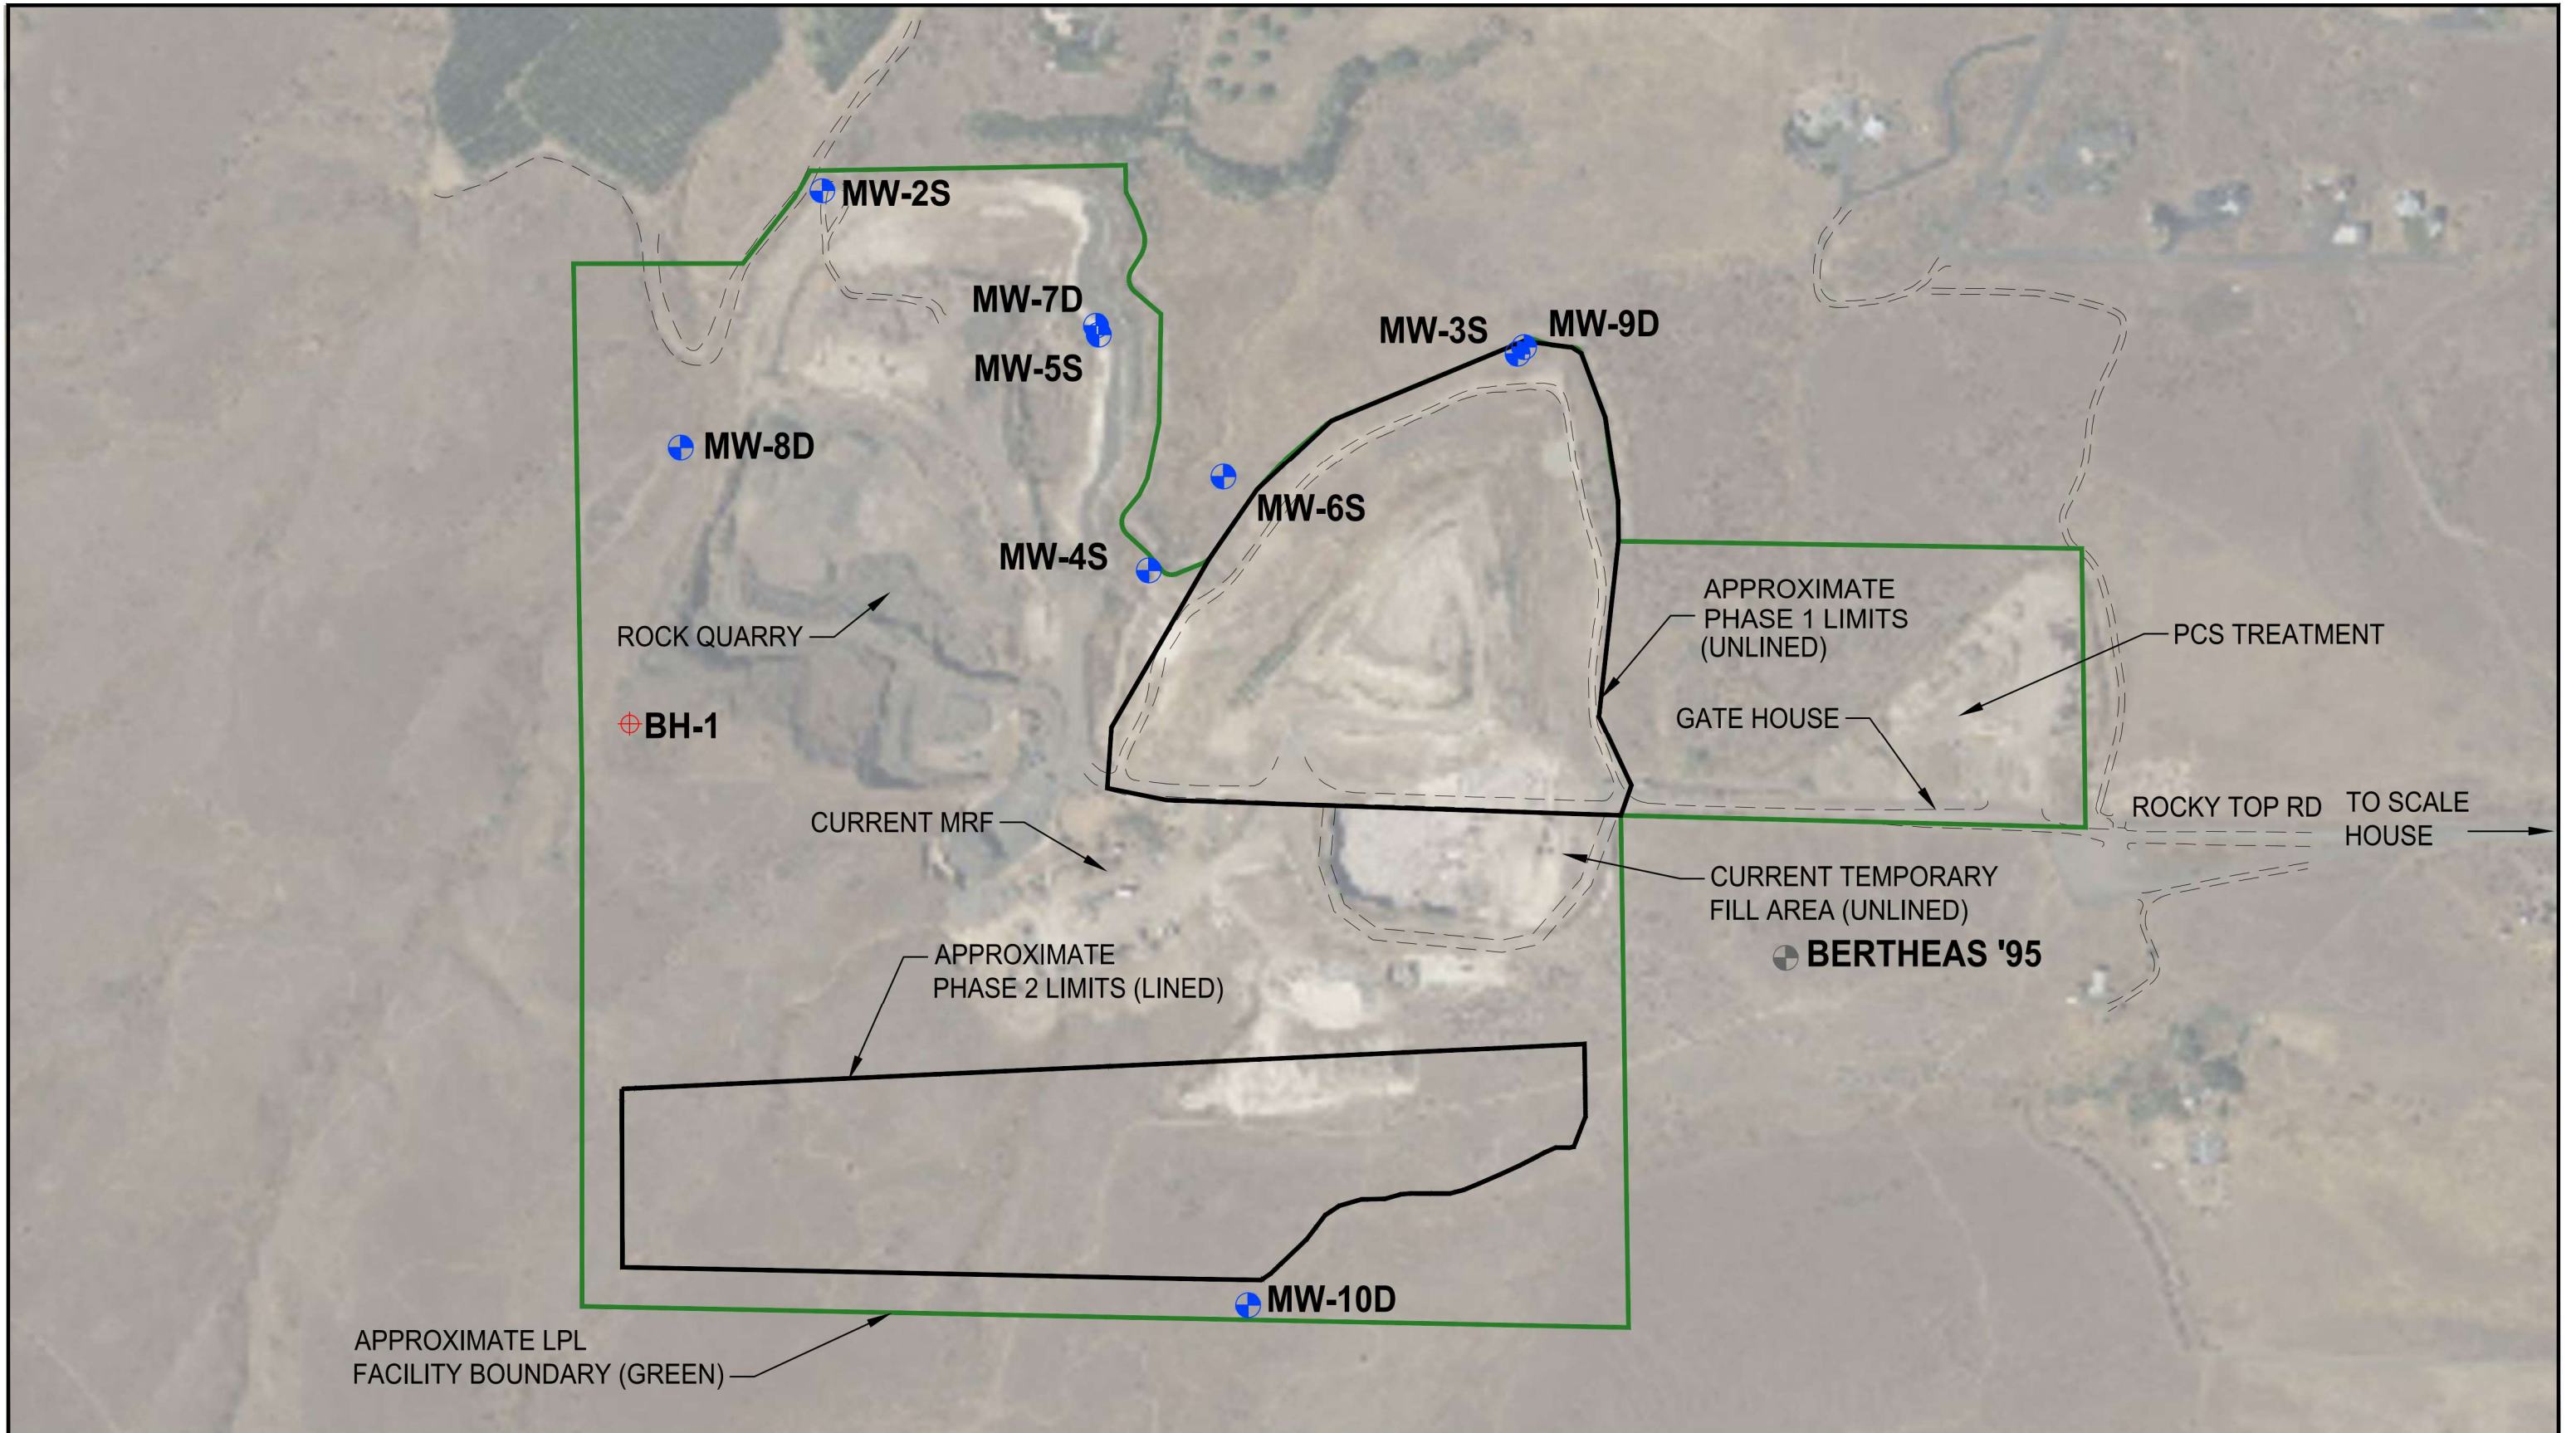 MW-2S
MW-7D
MW-5S
MW-3S
MW-9D
MW-8D
MW-6S
MW-4S
APPROXIMATE
PHASE 1 LIMITS
(UNLINED)
ROCK QUARRY
PCS TREATMENT
GATE HOUSE
BH-1
CURRENT MRF
ROCKY TOP RD
TO SCALE
HOUSE
CURRENT TEMPORARY
FILL AREA (UNLINED)
BERTHEAS '95
APPROXIMATE
PHASE 2 LIMITS (LINED)
MW-10D
APPROXIMATE LPL
FACILITY BOUNDARY (GREEN)